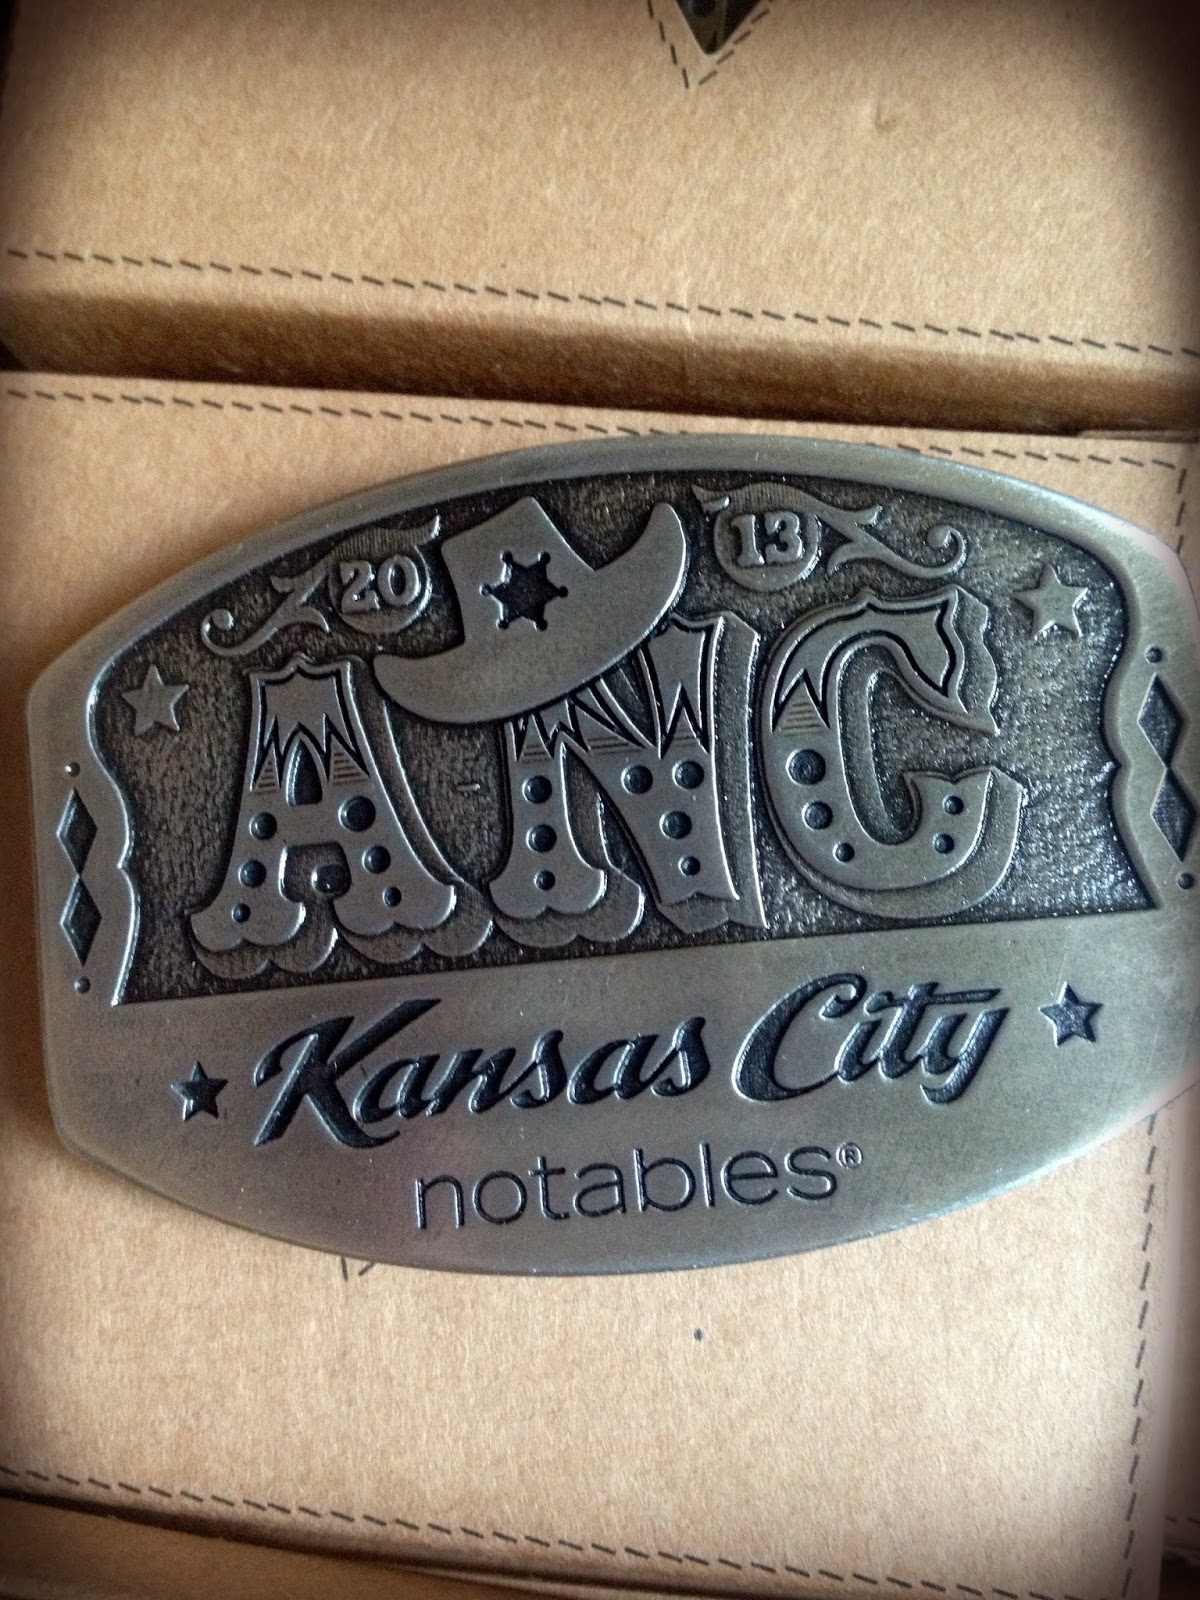 20 13
ANC
Kansas City
notables®